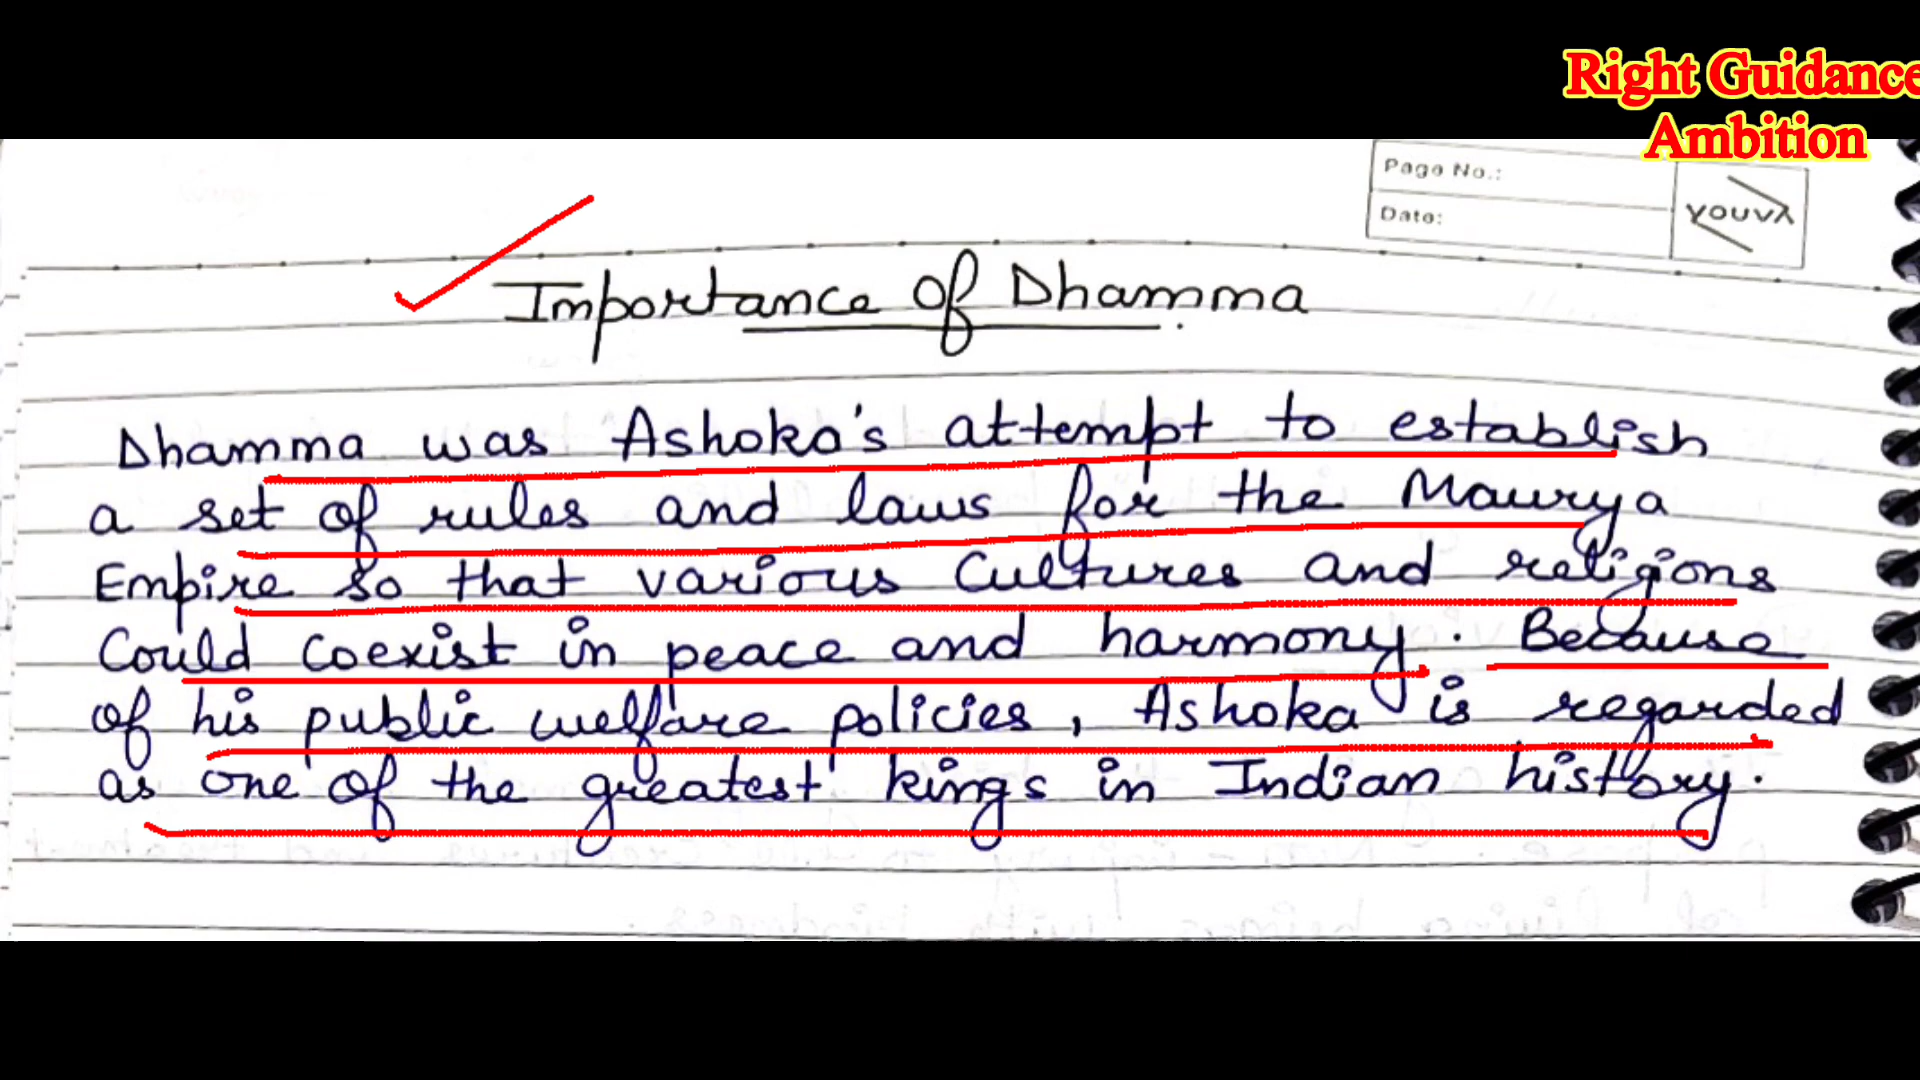 Right Guidance
Ambition
Page No.:
Date:
YOUVA
Importance of Dhamma
Dhamma was Ashoka's attempt to establish
a set of rules and laws for the Maurya
Empire so that various Cultures and religions
Could coexist in peace and harmony. Because
of his public welfare policies, Ashoka is regarded
as one of the greatest kings in Indian history.